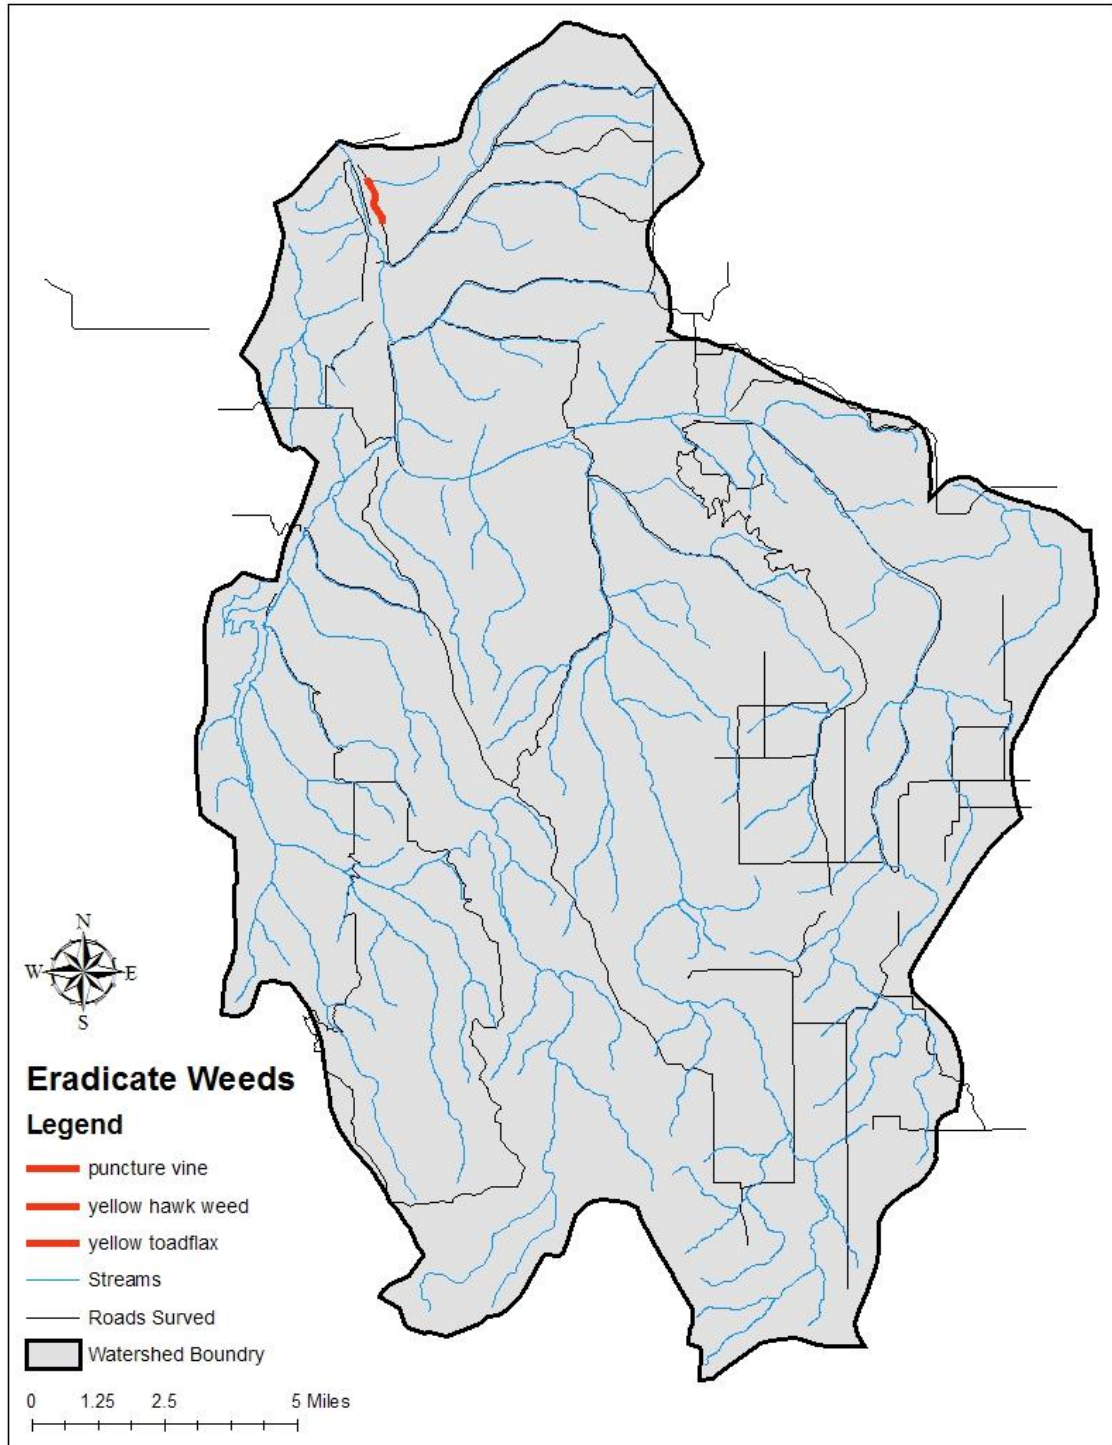 N
W E
S
Eradicate Weeds
Legend
puncture vine
yellow hawk weed
yellow toadflax
Streams
Roads Surved
Watershed Boundry
0 1.25 2.5 5 Miles